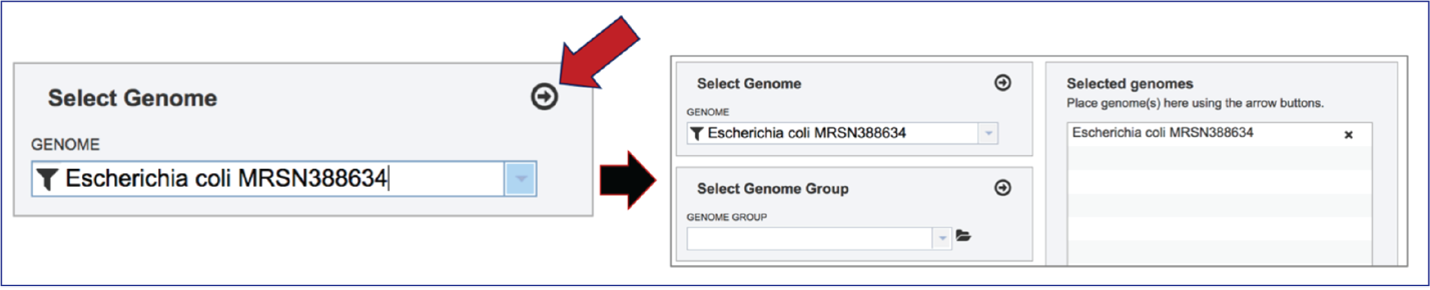 Select Genome
GENOME
Escherichia coli MRSN388634
Select Genome
GENOME
Escherichia coli MRSN388634
Select Genome Group
GENOME GROUP
Selected genomes
Place genome(s) here using the arrow buttons.
Escherichia coli MRSN388634